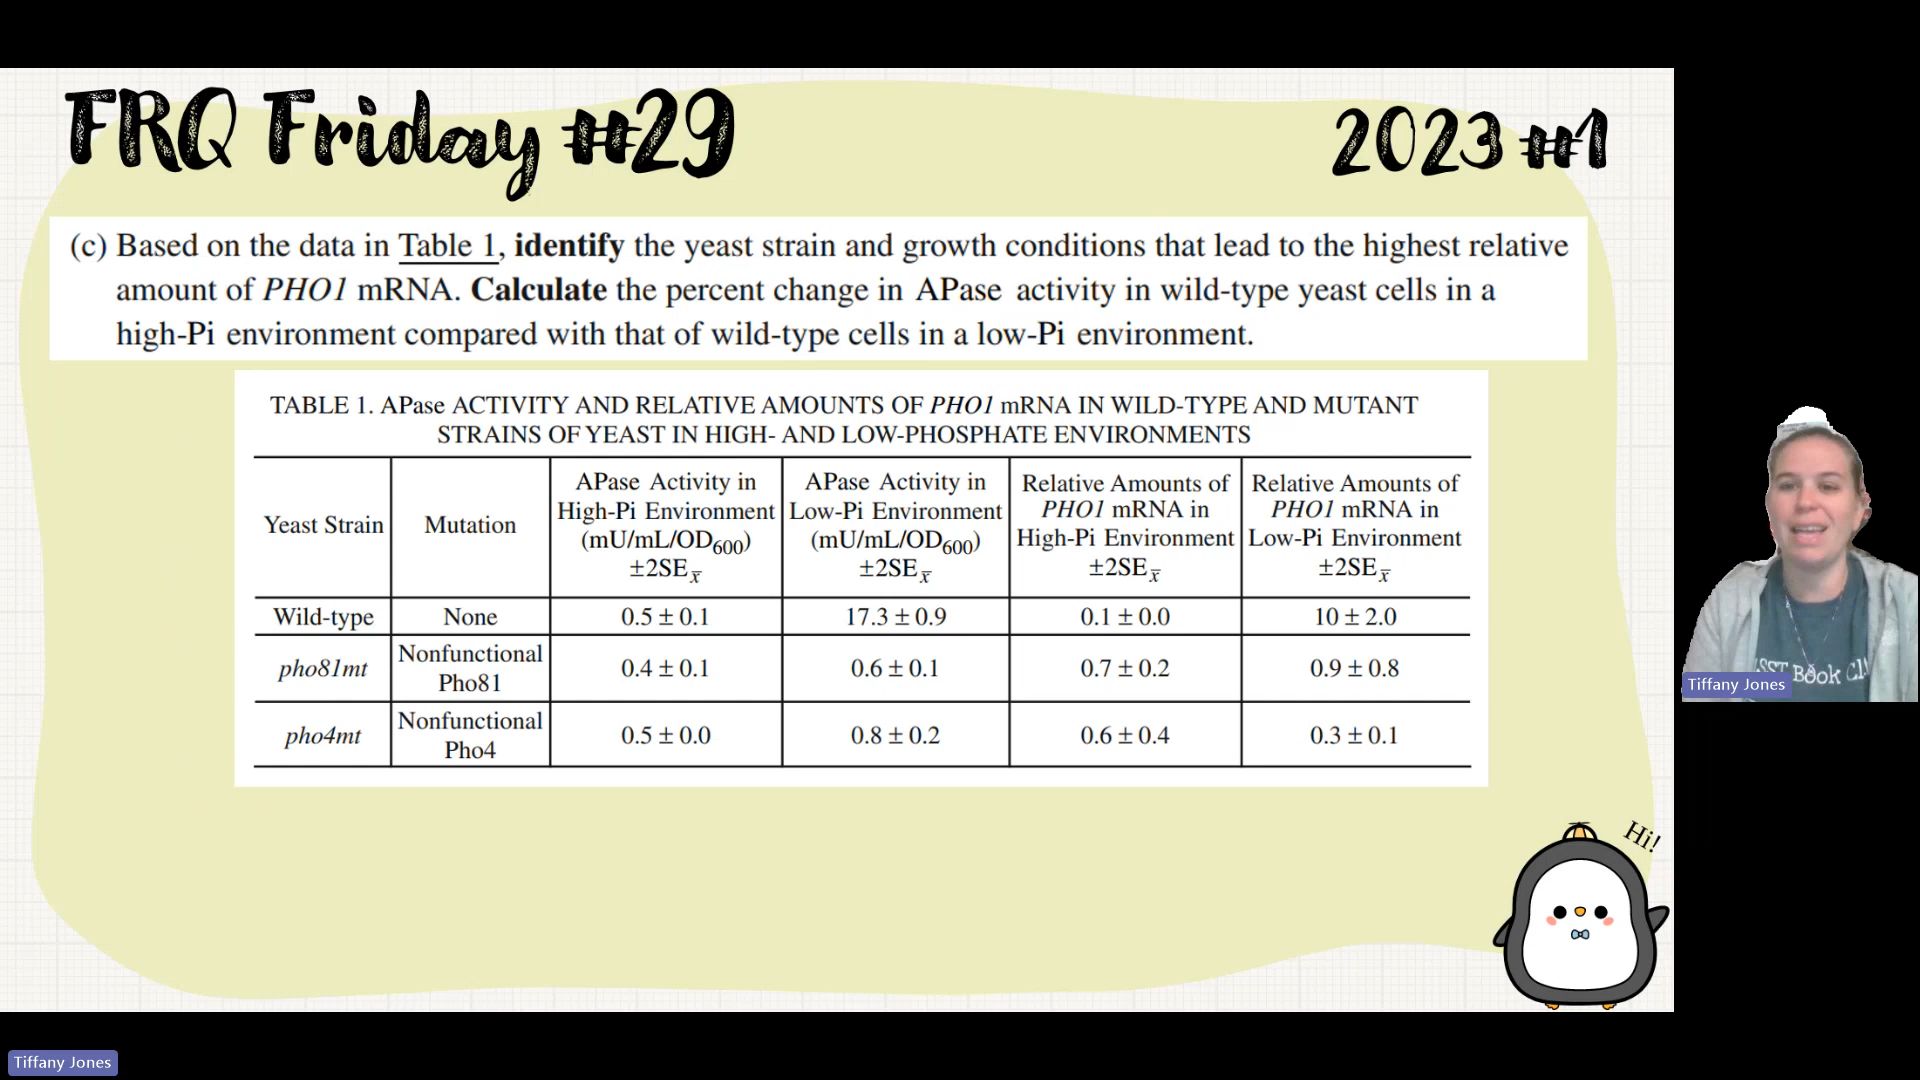 FRQ Friday #29
2023 #1
(c) Based on the data in Table 1, identify the yeast strain and growth conditions that lead to the highest relative
amount of PHO1 mRNA. Calculate the percent change in APase activity in wild-type yeast cells in a
high-Pi environment compared with that of wild-type cells in a low-Pi environment.
TABLE 1. APase ACTIVITY AND RELATIVE AMOUNTS OF PHO1 mRNA IN WILD-TYPE AND MUTANT
STRAINS OF YEAST IN HIGH- AND LOW-PHOSPHATE ENVIRONMENTS
Yeast Strain
Mutation
APase Activity in
High-Pi Environment
(mU/mL/OD600)
±2SEx̅
APase Activity in
Low-Pi Environment
(mU/mL/OD600)
±2SEx̅
Relative Amounts of
PHO1 mRNA in
High-Pi Environment
±2SEx̅
Relative Amounts of
PHO1 mRNA in
Low-Pi Environment
±2SEx̅
Wild-type None 0.5 ± 0.1 17.3 ± 0.9 0.1 ± 0.0 10 ± 2.0
pho81mt
Nonfunctional
Pho81
0.4 ± 0.1 0.6 ± 0.1 0.7 ± 0.2 0.9 ± 0.8
pho4mt
Nonfunctional
Pho4
0.5 ± 0.0 0.8 ± 0.2 0.6 ± 0.4 0.3 ± 0.1
Hi!
Book
Tiffany Jones
Tiffany Jones